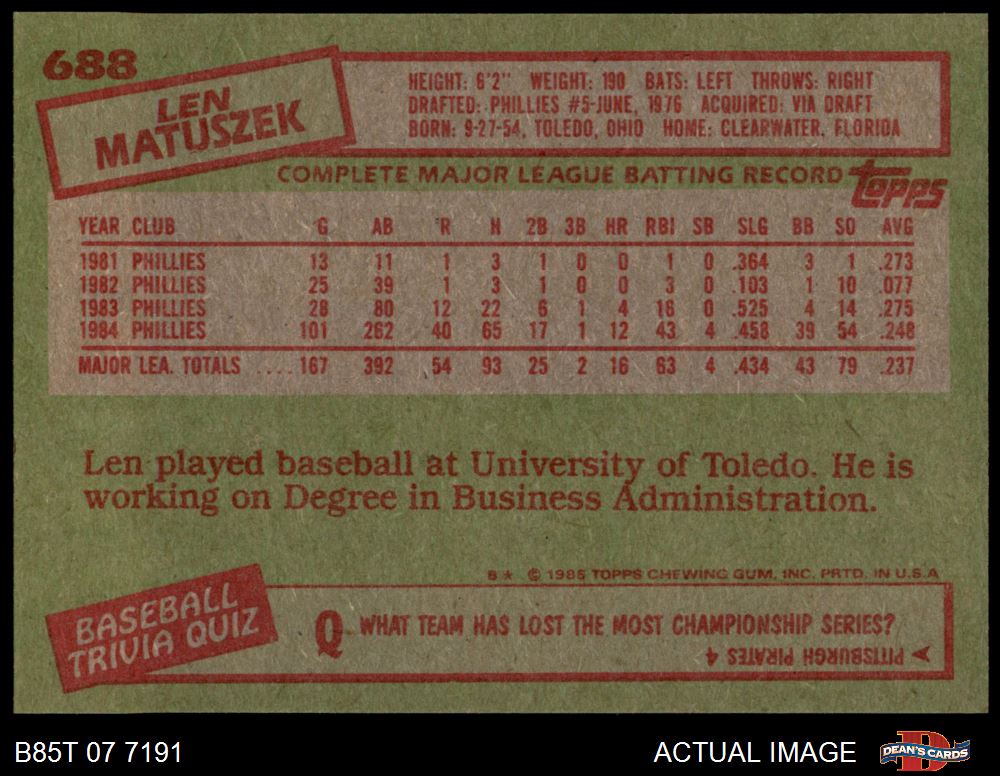 688
LEN
MATUSZEK
HEIGHT: 6'2" WEIGHT: 190 BATS: LEFT THROWS: RIGHT
DRAFTED: PHILLIES #5-JUNE, 1976 ACQUIRED: VIA DRAFT
BORN: 9-27-54, TOLEDO, OHIO HOME: CLEARWATER, FLORIDA
COMPLETE MAJOR LEAGUE BATTING RECORD topps
YEAR CLUB G AB R H 2B 3B HR RBI SB SLG BB SO AVG
1981 PHILLIES 13 11 1 3 1 0 0 1 0 .364 3 1 .273
1982 PHILLIES 25 39 1 3 1 0 0 3 0 .103 1 10 .077
1983 PHILLIES 28 80 12 22 6 1 4 16 0 .525 4 14 .275
1984 PHILLIES 101 262 40 65 17 1 12 43 4 .458 39 54 .248
MAJOR LEA. TOTALS .... 167 392 54 93 25 2 16 63 4 .434 43 79 .237
Len played baseball at University of Toledo. He is
working on Degree in Business Administration.
B* © 1985 TOPPS CHEWING GUM, INC. PRTD. IN U.S.A
BASEBALL
TRIVIA QUIZ
Q WHAT TEAM HAS LOST THE MOST CHAMPIONSHIP SERIES?
PITTSBURGH PIRATES 4
B85T 07 7191
ACTUAL IMAGE
D
DEAN'S CARDS